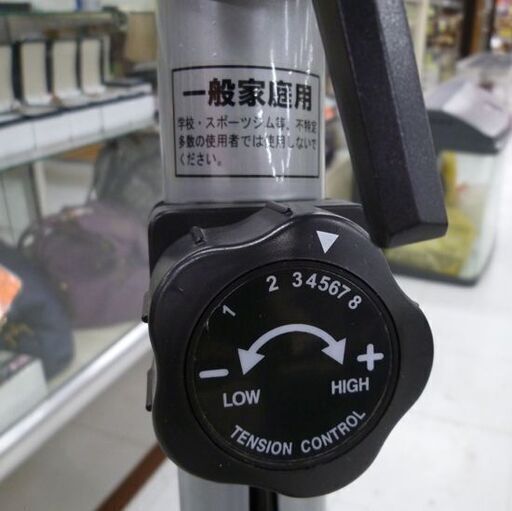 一般家庭用
学校・スポーツジム等、不特定
多数の使用者では使用しないで
ください。
1 2 3 4 5 6 7 8
- +
LOW HIGH
TENSION CONTROL